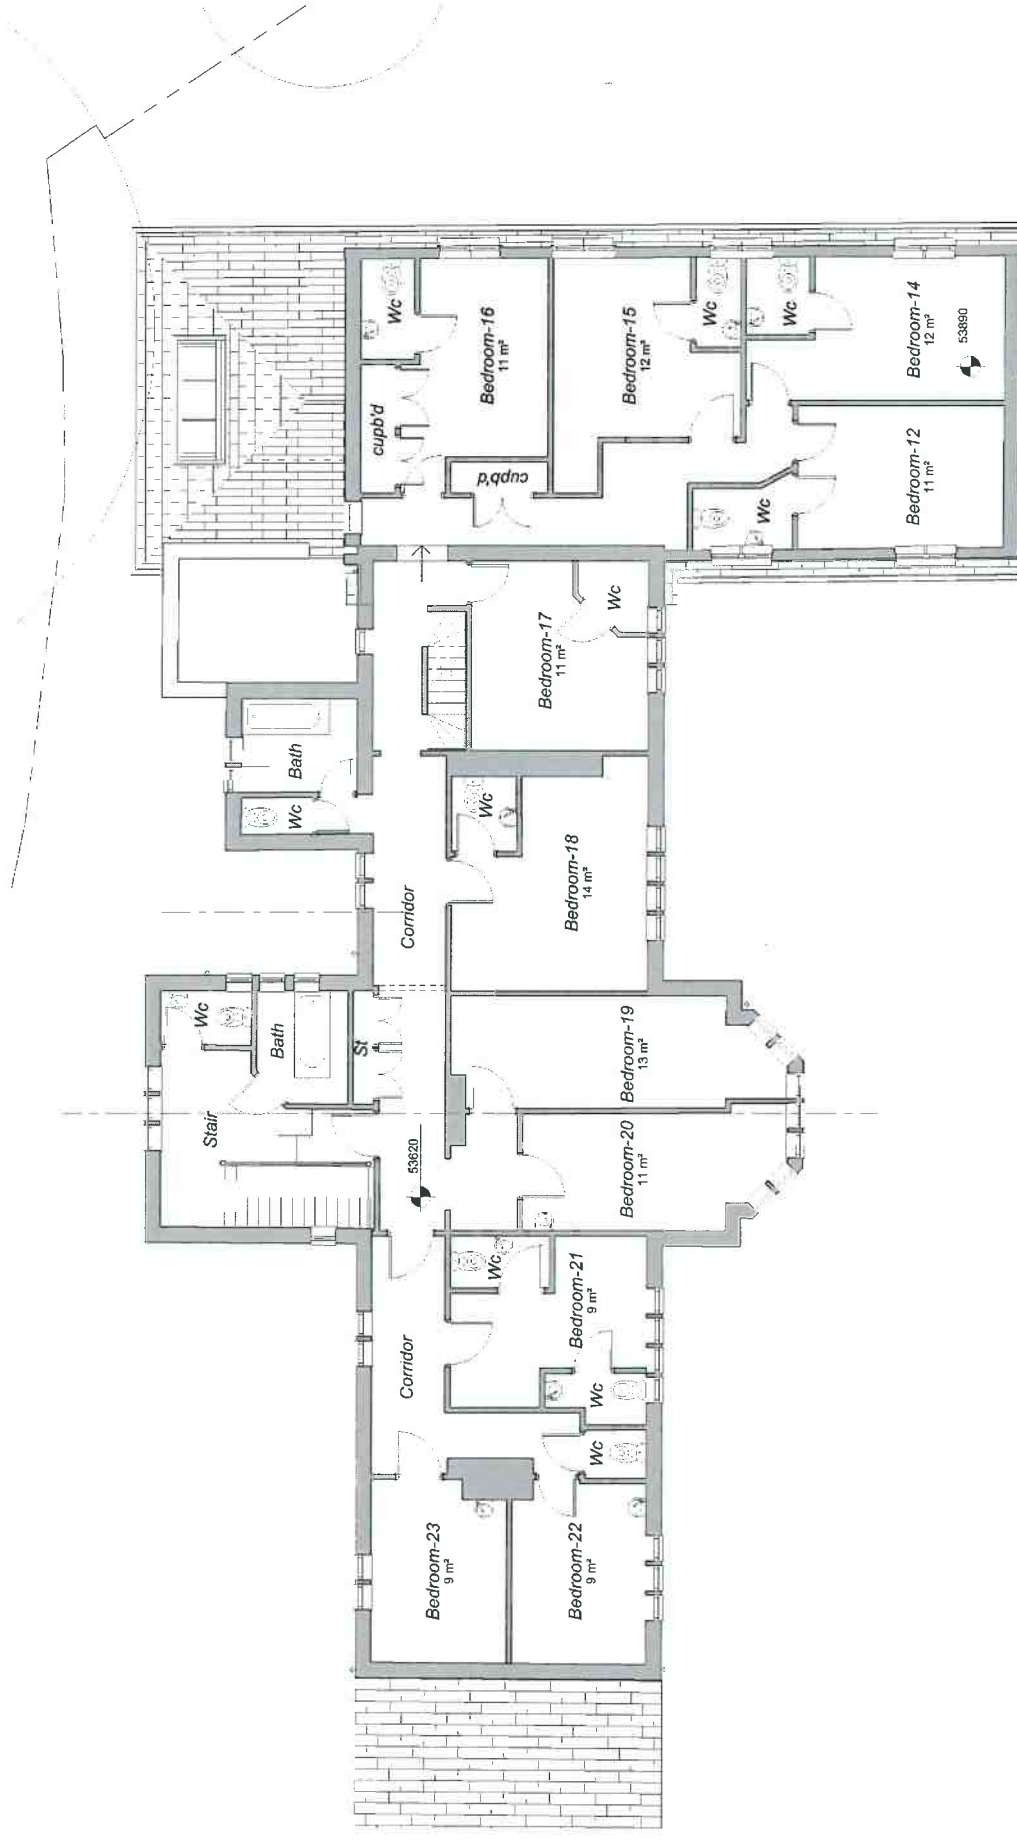 Wc
cupb'd
Bedroom-16
11 m²
cupb'd
Bedroom-15
12 m²
Wc
Wc
Bedroom-14
12 m²
53890
Bedroom-12
11 m²
Wc
Bedroom-17
11 m²
Wc
Bath
Wc
Wc
Bedroom-18
14 m²
Corridor
Wc
Bath
St
Stair
Bedroom-19
13 m²
53620
Bedroom-20
11 m²
Wc
Bedroom-21
9 m²
Corridor
Wc
Wc
Bedroom-23
9 m²
Bedroom-22
9 m²